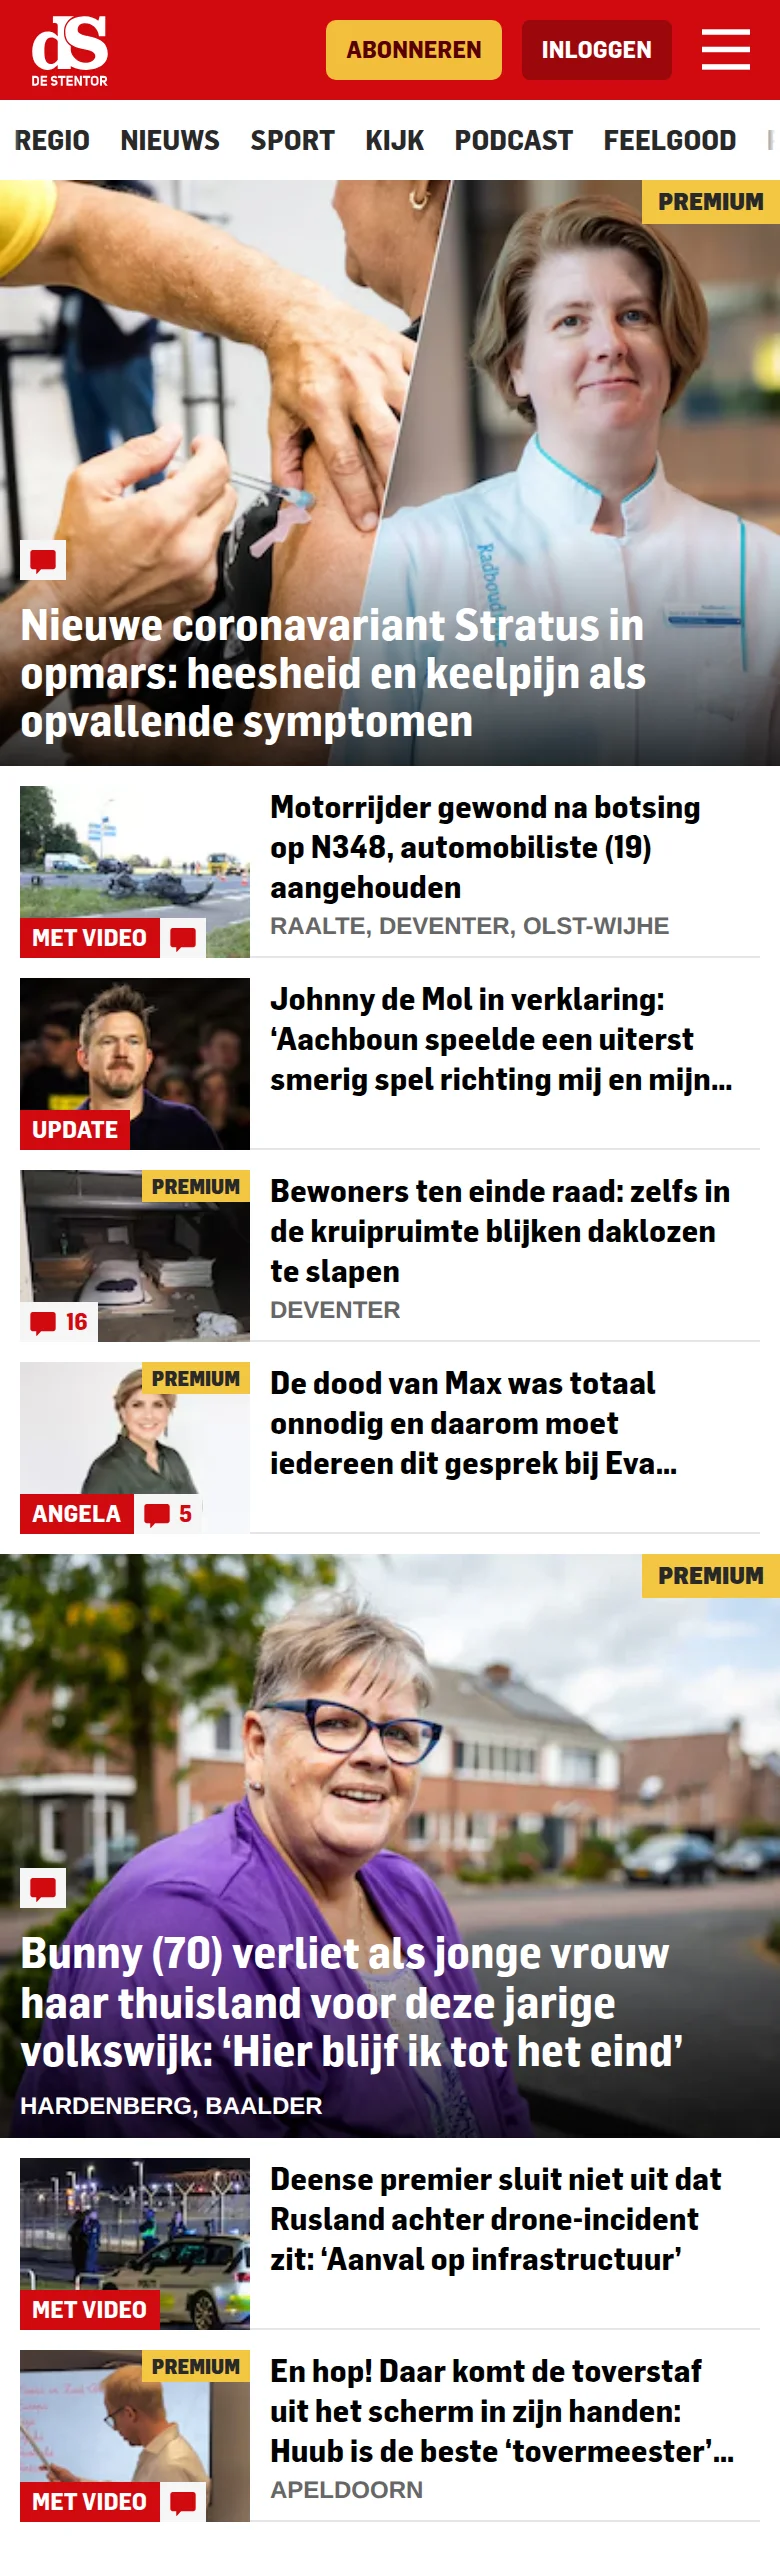 dS
DE STENTOR
ABONNEREN
INLOGGEN
REGIO NIEUWS SPORT KIJK PODCAST FEELGOOD
PREMIUM
Nieuwe coronavariant Stratus in
opmars: heesheid en keelpijn als
opvallende symptomen
Motorrijder gewond na botsing
op N348, automobiliste (19)
aangehouden
RAALTE, DEVENTER, OLST-WIJHE
MET VIDEO
Johnny de Mol in verklaring:
‘Aachboun speelde een uiterst
smerig spel richting mij en mijn...
UPDATE
PREMIUM
Bewoners ten einde raad: zelfs in
de kruipruimte blijken daklozen
te slapen
DEVENTER
16
PREMIUM
De dood van Max was totaal
onnodig en daarom moet
iedereen dit gesprek bij Eva...
ANGELA
5
PREMIUM
Bunny (70) verliet als jonge vrouw
haar thuisland voor deze jarige
volkswijk: ‘Hier blijf ik tot het eind’
HARDENBERG, BAALDER
Deense premier sluit niet uit dat
Rusland achter drone-incident
zit: ‘Aanval op infrastructuur’
MET VIDEO
PREMIUM
En hop! Daar komt de toverstaf
uit het scherm in zijn handen:
Huub is de beste ‘tovermeester’...
APELDOORN
MET VIDEO